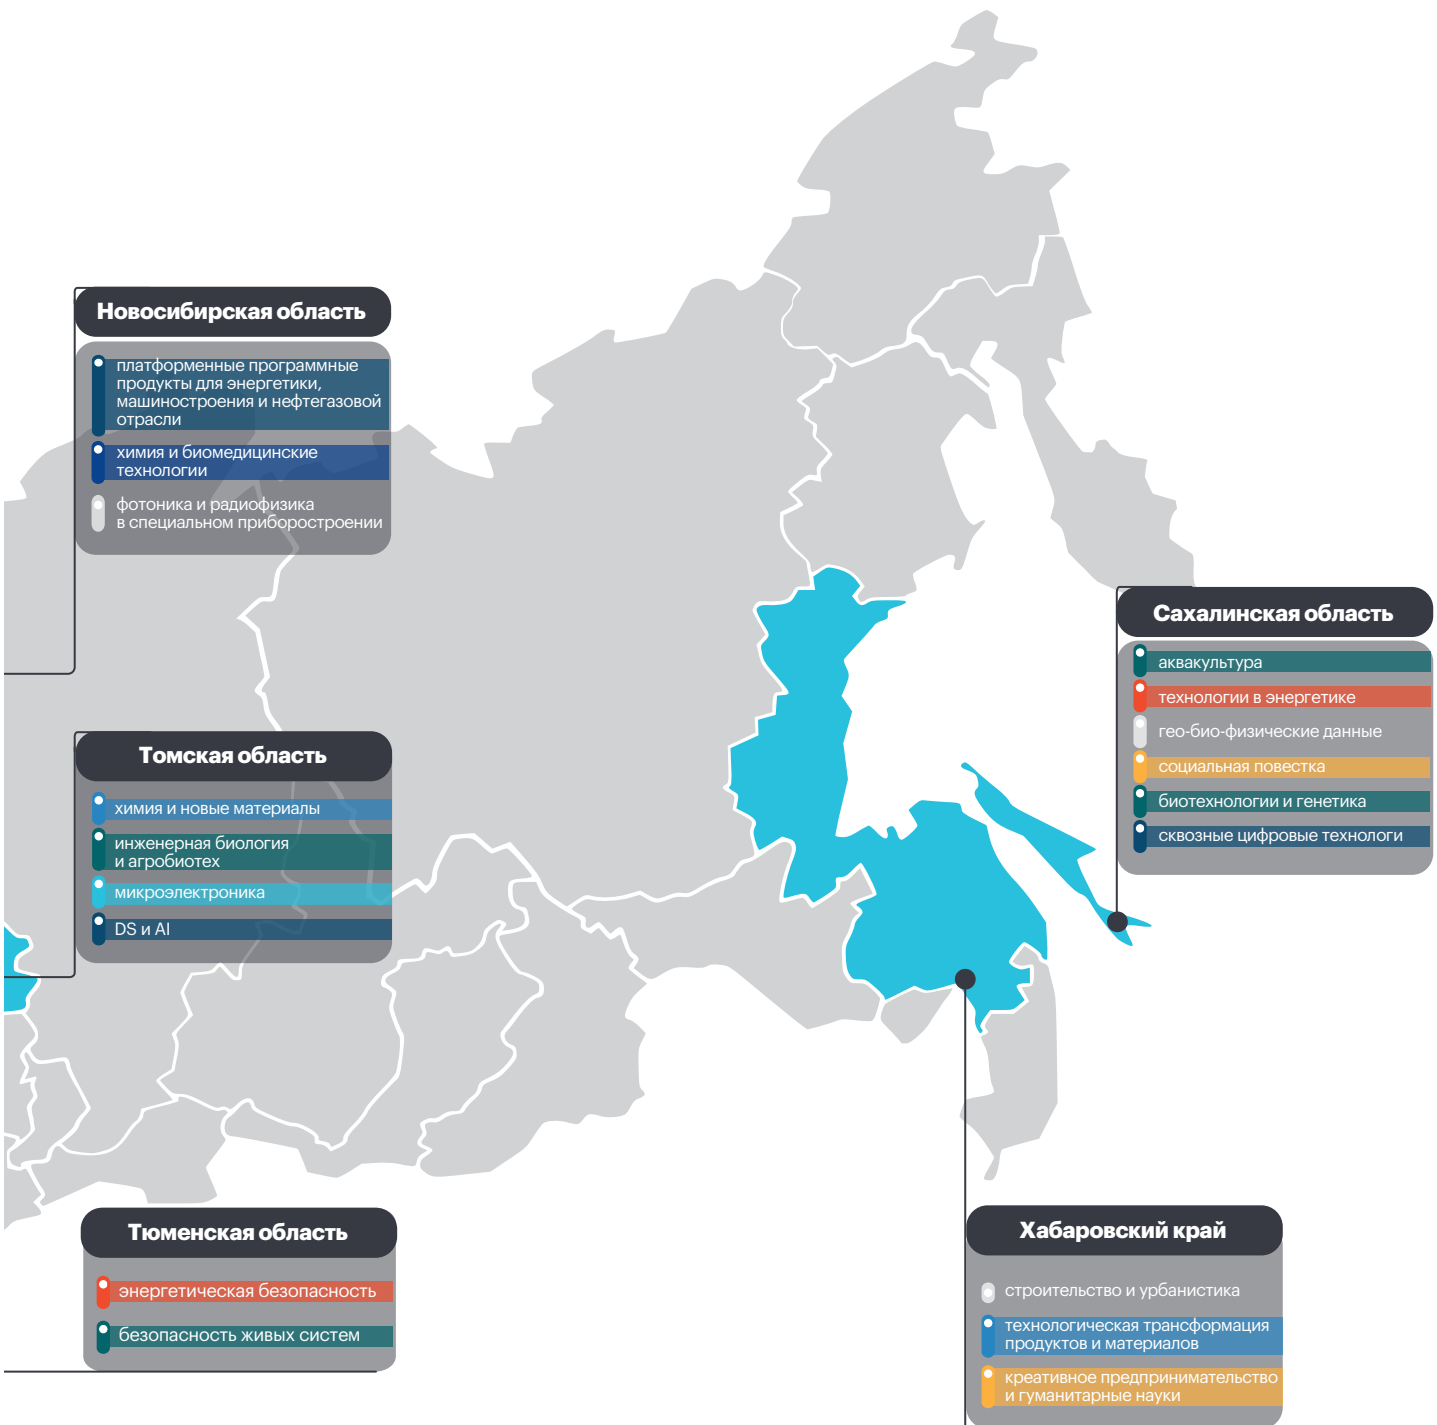 Новосибирская область
платформенные программные
продукты для энергетики,
машиностроения и нефтегазовой
отрасли
химия и биомедицинские
технологии
фотоника и радиофизика
в специальном приборостроении
Сахалинская область
аквакультура
технологии в энергетике
гео-био-физические данные
социальная повестка
биотехнологии и генетика
сквозные цифровые технологи
Томская область
химия и новые материалы
инженерная биология
и агробиотех
микроэлектроника
DS и AI
Тюменская область
энергетическая безопасность
безопасность живых систем
Хабаровский край
строительство и урбанистика
технологическая трансформация
продуктов и материалов
креативное предпринимательство
и гуманитарные науки